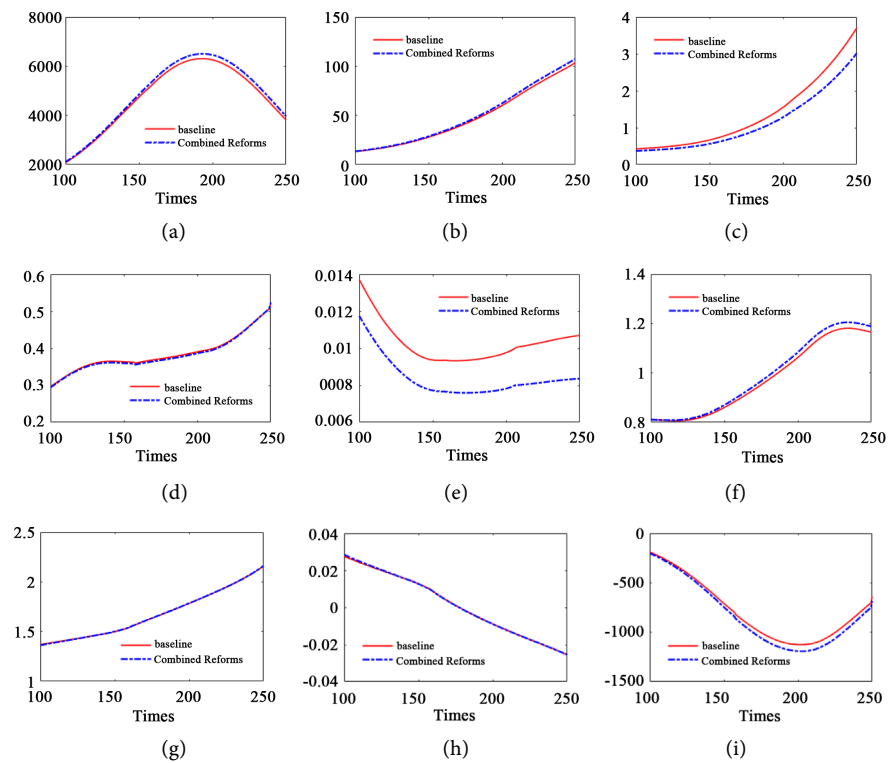 8000
6000
4000
2000
100
150
200
250
baseline
Combined Reforms
Times
(a)
150
100
50
0
100
150
200
250
baseline
Combined Reforms
Times
(b)
4
3
2
1
0
100
150
200
250
baseline
Combined Reforms
Times
(c)
0.6
0.5
0.4
0.3
0.2
100
150
200
250
baseline
Combined Reforms
Times
(d)
0.014
0.012
0.01
0.008
0.006
100
150
200
250
baseline
Combined Reforms
Times
(e)
1.4
1.2
1
0.8
100
150
200
250
baseline
Combined Reforms
Times
(f)
2.5
2
1.5
1
100
150
200
250
baseline
Combined Reforms
Times
(g)
0.04
0.02
0
-0.02
-0.04
100
150
200
250
baseline
Combined Reforms
Times
(h)
0
-500
-1000
-1500
100
150
200
250
baseline
Combined Reforms
Times
(i)